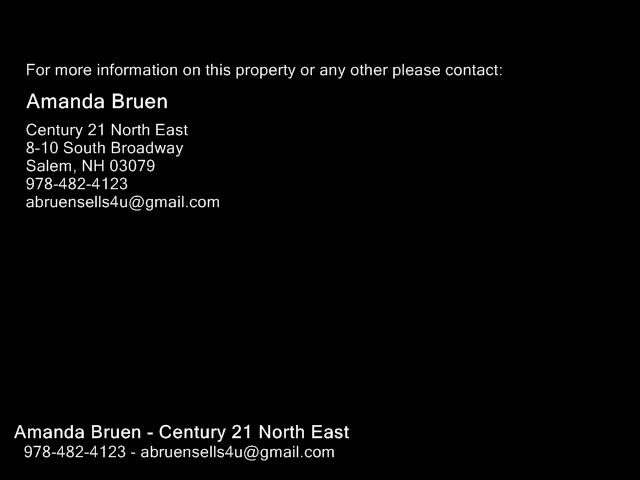 For more information on this property or any other please contact:
Amanda Bruen
Century 21 North East
8-10 South Broadway
Salem, NH 03079
978-482-4123
abruensells4u@gmail.com
Amanda Bruen - Century 21 North East
978-482-4123 - abruensells4u@gmail.com